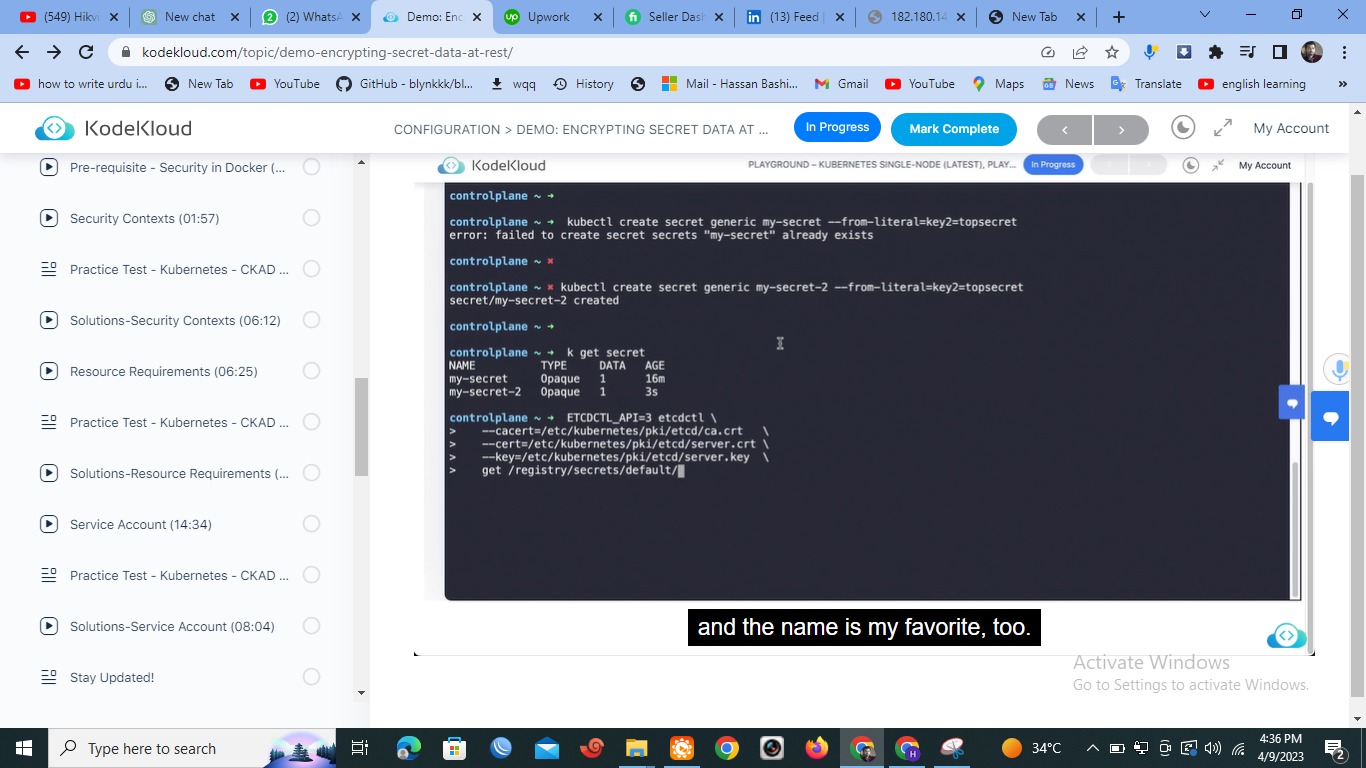 (549) Hikvi
New chat
(2) WhatsA
Demo: Enc
Upwork
Seller Das
(13) Feed |
182.180.14
New Tab
kodekloud.com/topic/demo-encrypting-secret-data-at-rest/
how to write urdu i...
New Tab
YouTube
GitHub - blynkkk/bl...
wqq
History
Mail - Hassan Bashi...
Gmail
YouTube
Maps
News
Translate
english learning
»
KodeKloud
CONFIGURATION > DEMO: ENCRYPTING SECRET DATA AT ...
In Progress
Mark Complete
My Account
Pre-requisite - Security in Docker (...
Security Contexts (01:57)
Practice Test - Kubernetes - CKAD ...
Solutions-Security Contexts (06:12)
Resource Requirements (06:25)
Practice Test - Kubernetes - CKAD ...
Solutions-Resource Requirements (...
Service Account (14:34)
Practice Test - Kubernetes - CKAD ...
Solutions-Service Account (08:04)
Stay Updated!
KodeKloud
PLAYGROUND – KUBERNETES SINGLE-NODE (LATEST), PLAY...
In Progress
My Account
controlplane ~ ➜
controlplane ~ ➜  kubectl create secret generic my-secret --from-literal=key2=topsecret
error: failed to create secret secrets "my-secret" already exists
controlplane ~ ✖
controlplane ~ ✖ kubectl create secret generic my-secret-2 --from-literal=key2=topsecret
secret/my-secret-2 created
controlplane ~ ➜
controlplane ~ ➜  k get secret
NAME          TYPE     DATA   AGE
my-secret     Opaque   1      16m
my-secret-2   Opaque   1      3s
controlplane ~ ➜  ETCDCTL_API=3 etcdctl \
>    --cacert=/etc/kubernetes/pki/etcd/ca.crt   \
>    --cert=/etc/kubernetes/pki/etcd/server.crt \
>    --key=/etc/kubernetes/pki/etcd/server.key  \
>    get /registry/secrets/default/
and the name is my favorite, too.
Activate Windows
Go to Settings to activate Windows.
Type here to search
34°C
4:36 PM
4/9/2023
2